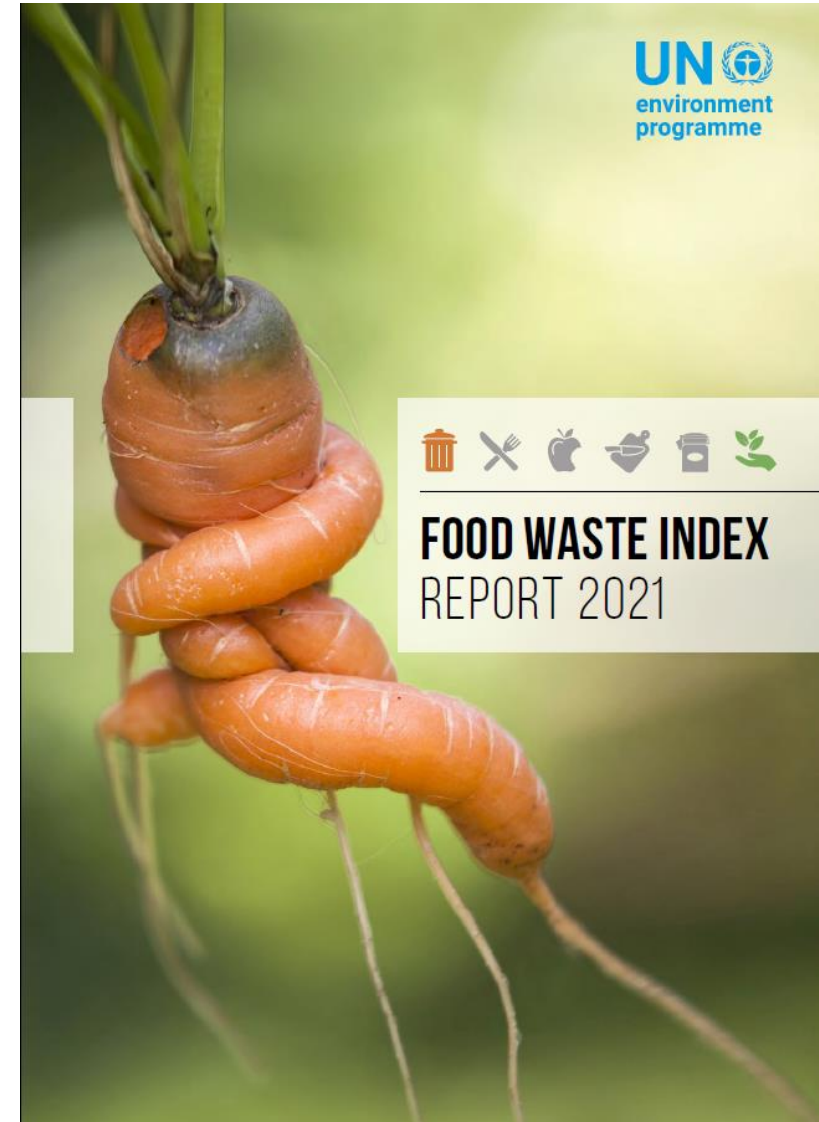 UN
environment
programme
FOOD WASTE INDEX
REPORT 2021